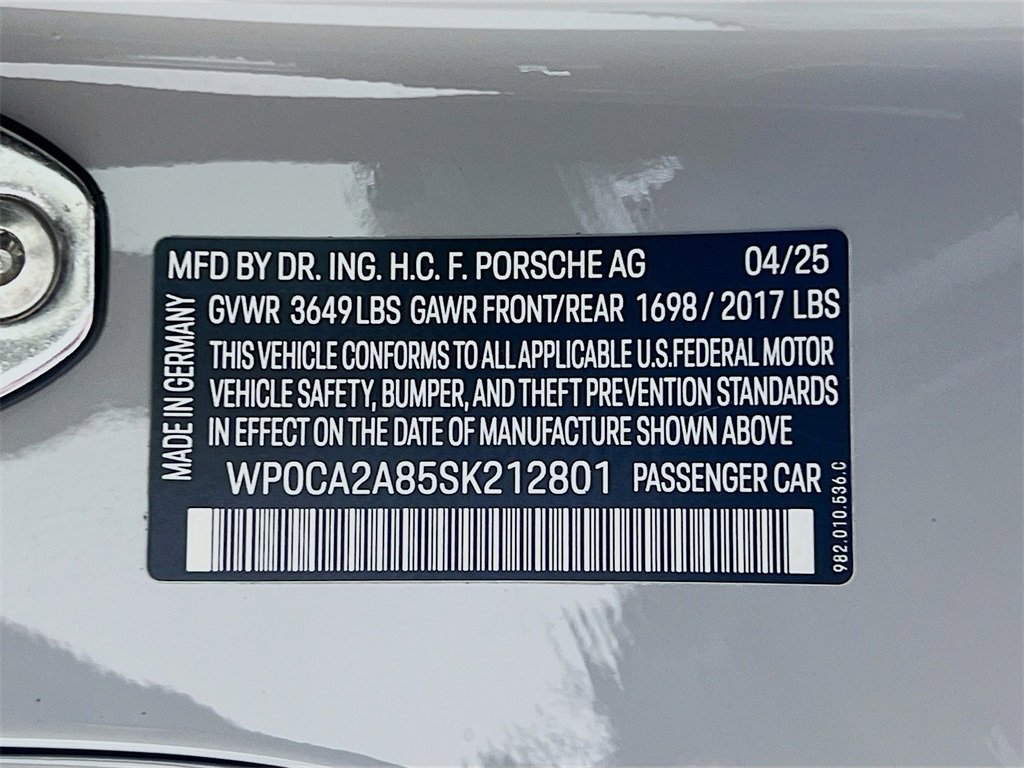 MFD BY DR. ING. H.C. F. PORSCHE AG 04/25
GVWR 3649 LBS GAWR FRONT/REAR 1698 / 2017 LBS
THIS VEHICLE CONFORMS TO ALL APPLICABLE U.S. FEDERAL MOTOR
VEHICLE SAFETY, BUMPER, AND THEFT PREVENTION STANDARDS
IN EFFECT ON THE DATE OF MANUFACTURE SHOWN ABOVE
WP0CA2A85SK212801 PASSENGER CAR
MADE IN GERMANY
982.010.536.C